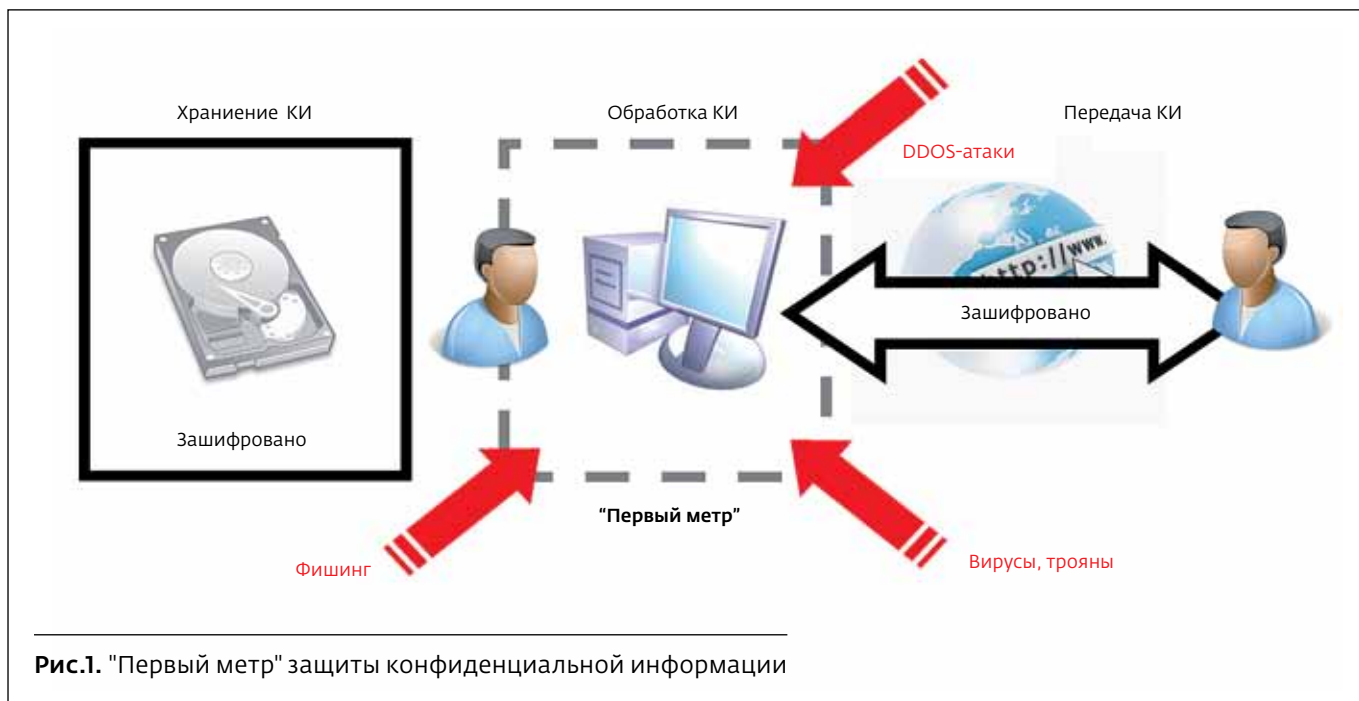 Храниение КИ
Обработка КИ
Передача КИ
DDOS-атаки
http://www.
Зашифровано
Зашифровано
"Первый метр"
Фишинг
Вирусы, трояны
Рис.1. "Первый метр" защиты конфиденциальной информации